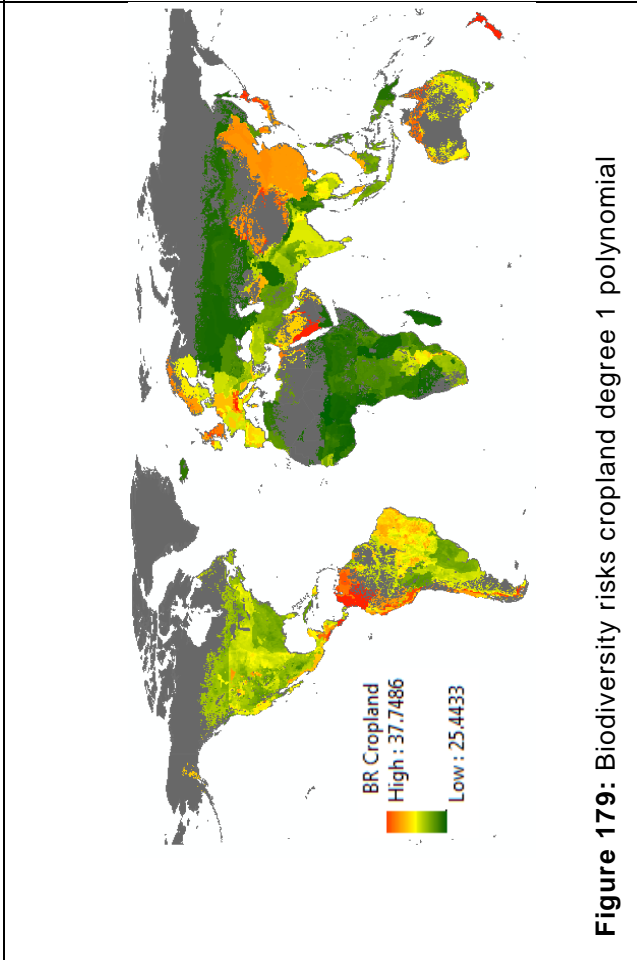 BR Cropland
High : 37.7486
Low : 25.4433
Figure 179: Biodiversity risks cropland degree 1 polynomial